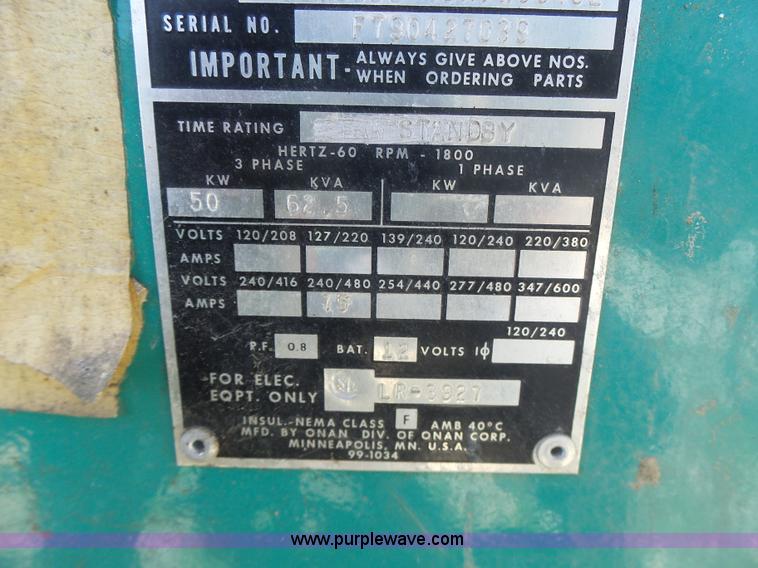 SERIAL NO.
IMPORTANT- ALWAYS GIVE ABOVE NOS.
WHEN ORDERING PARTS
TIME RATING STANDBY
HERTZ-60 RPM - 1800
3 PHASE 1 PHASE
KW KVA KW KVA
50 62.5
VOLTS 120/208 127/220 139/240 120/240 220/380
AMPS
VOLTS 240/416 240/480 254/440 277/480 347/600
AMPS 75
120/240
P.F. 0.8 BAT. 12 VOLTS 1ϕ
FOR ELEC.
EQPT. ONLY LR-3927
INSUL-NEMA CLASS F AMB 40°C
MFD. BY ONAN DIV. OF ONAN CORP.
MINNEAPOLIS, MN. U.S.A.
99-1034
www.purplewave.com